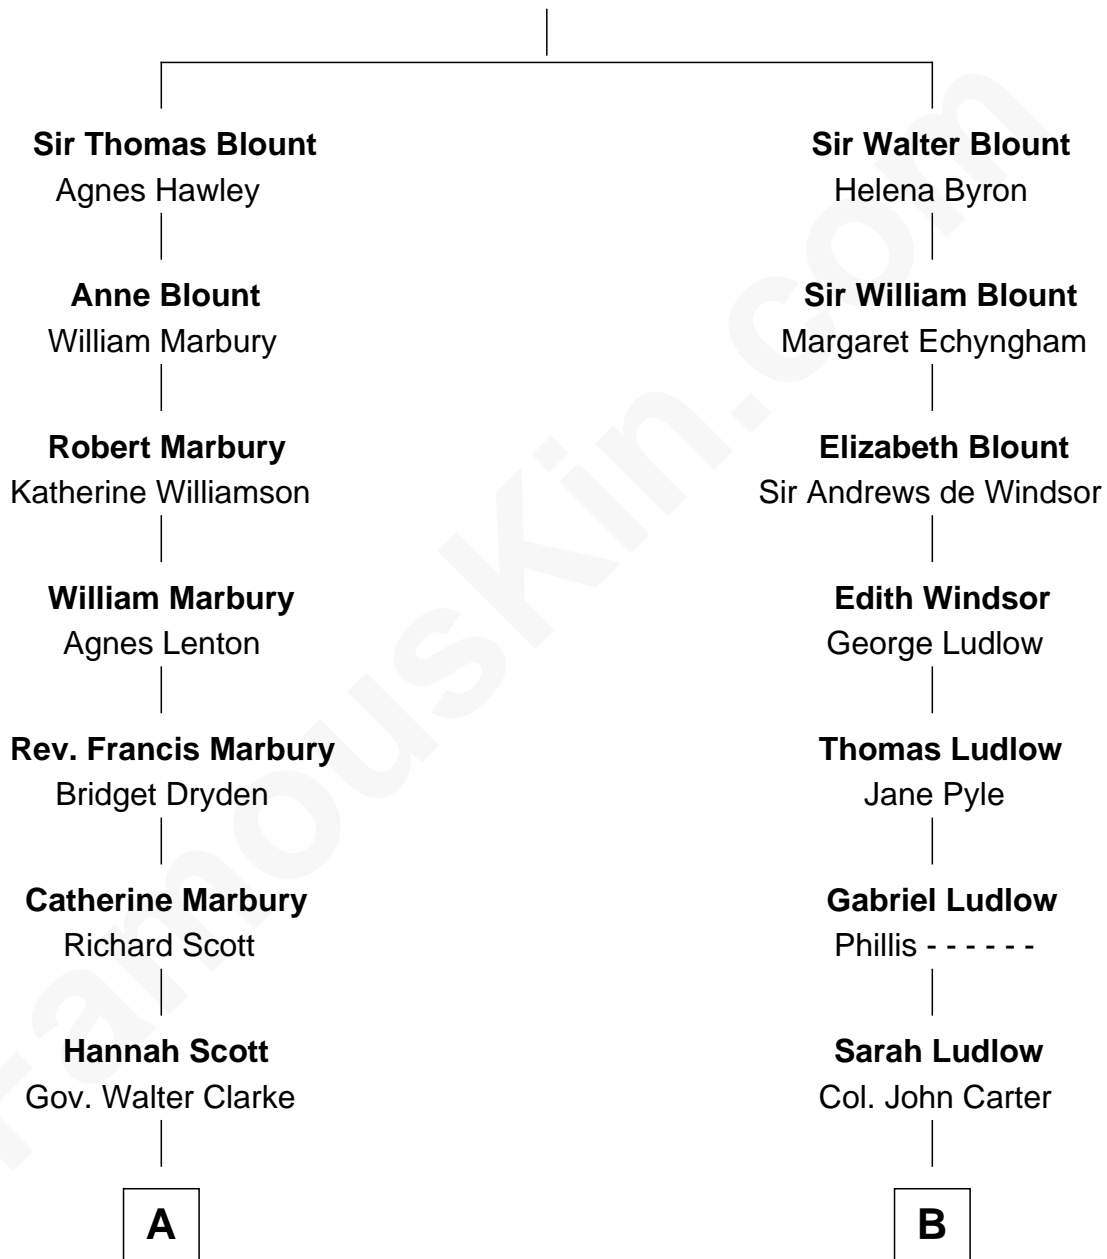 Sir Thomas Blount
Agnes Hawley
Anne Blount
William Marbury
Robert Marbury
Katherine Williamson
William Marbury
Agnes Lenton
Rev. Francis Marbury
Bridget Dryden
Catherine Marbury
Richard Scott
Hannah Scott
Gov. Walter Clarke
A
Sir Walter Blount
Helena Byron
Sir William Blount
Margaret Echyngham
Elizabeth Blount
Sir Andrews de Windsor
Edith Windsor
George Ludlow
Thomas Ludlow
Jane Pyle
Gabriel Ludlow
Phillis - - - - - -
Sarah Ludlow
Col. John Carter
B
FamousKin.com